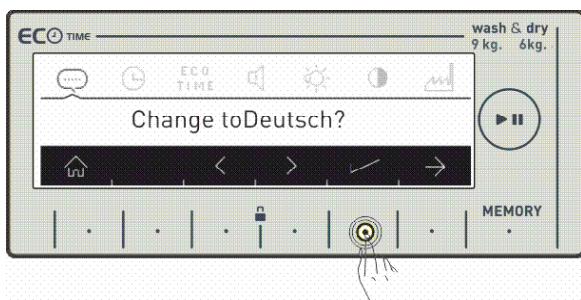 ECO TIME
wash & dry
9 kg. 6kg.
ECO
TIME
Change toDeutsch?
MEMORY